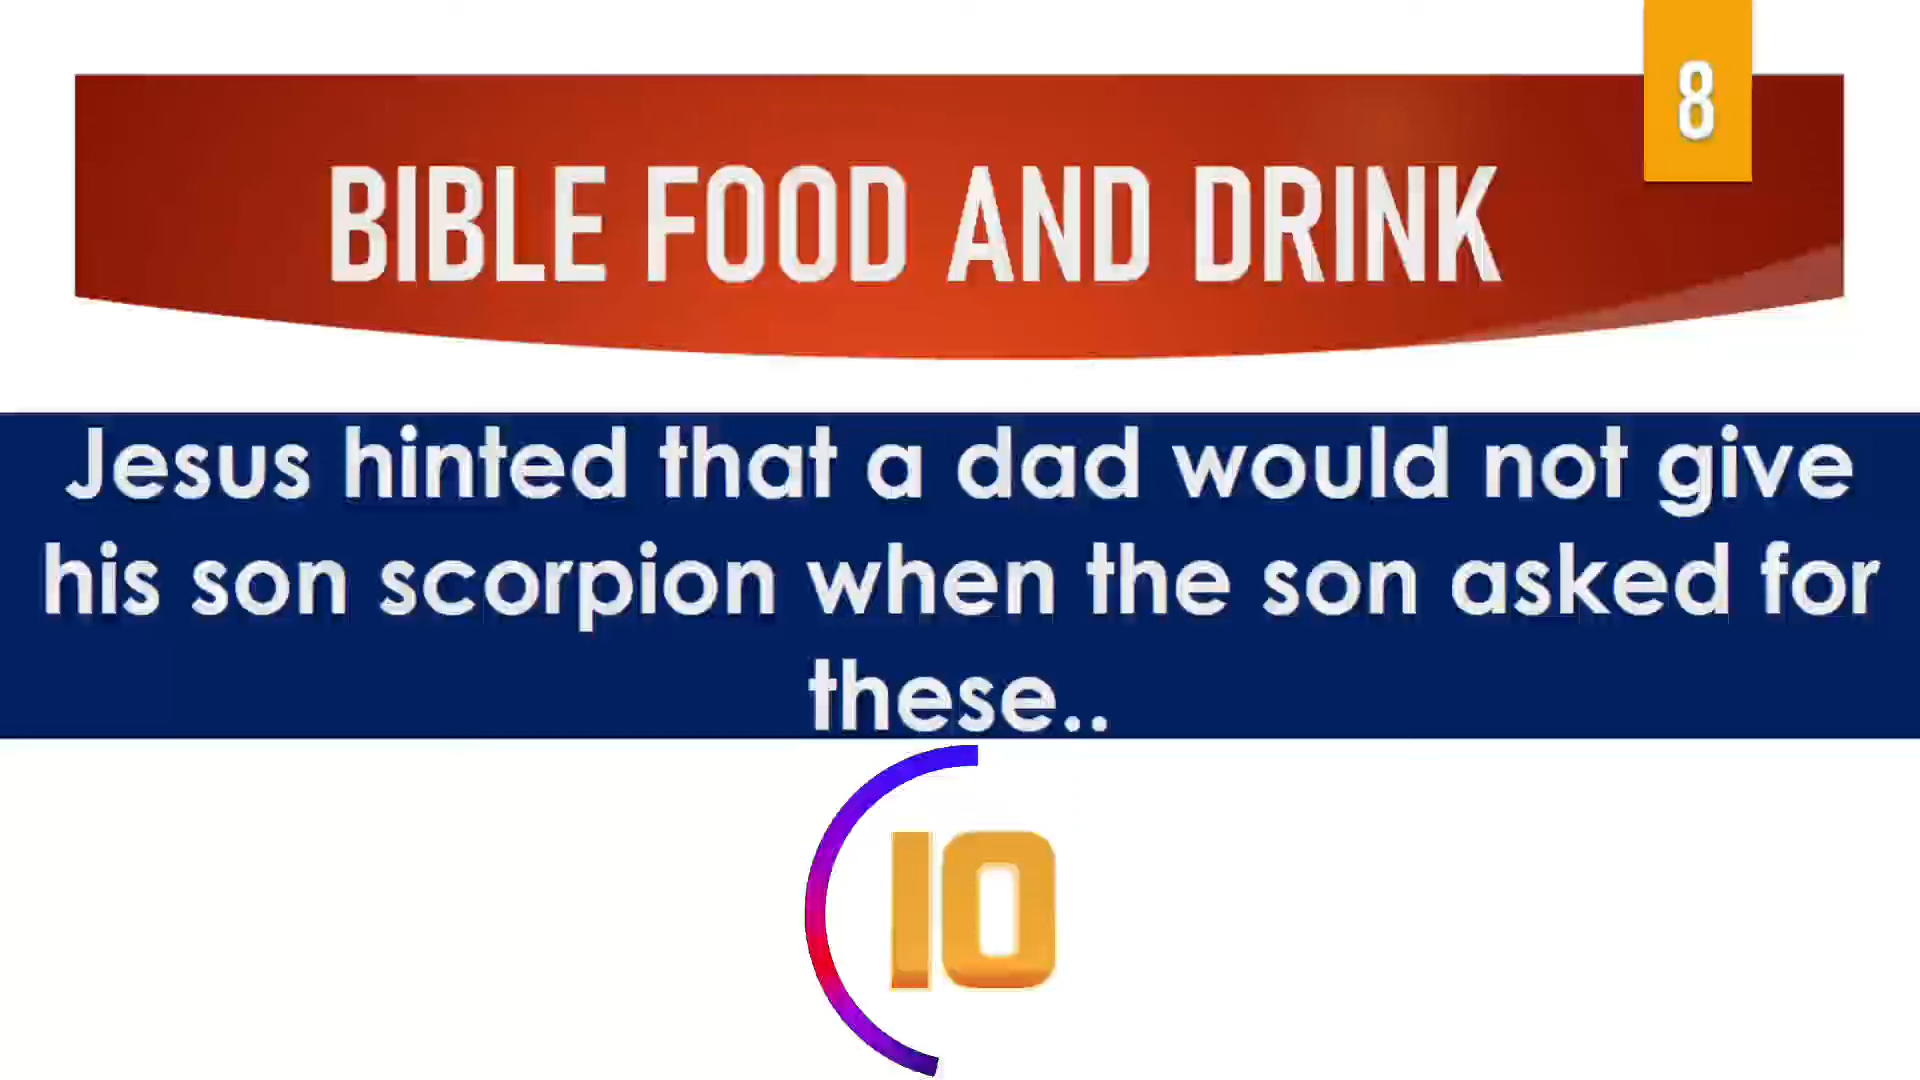 8
BIBLE FOOD AND DRINK
Jesus hinted that a dad would not give
his son scorpion when the son asked for
these..
10